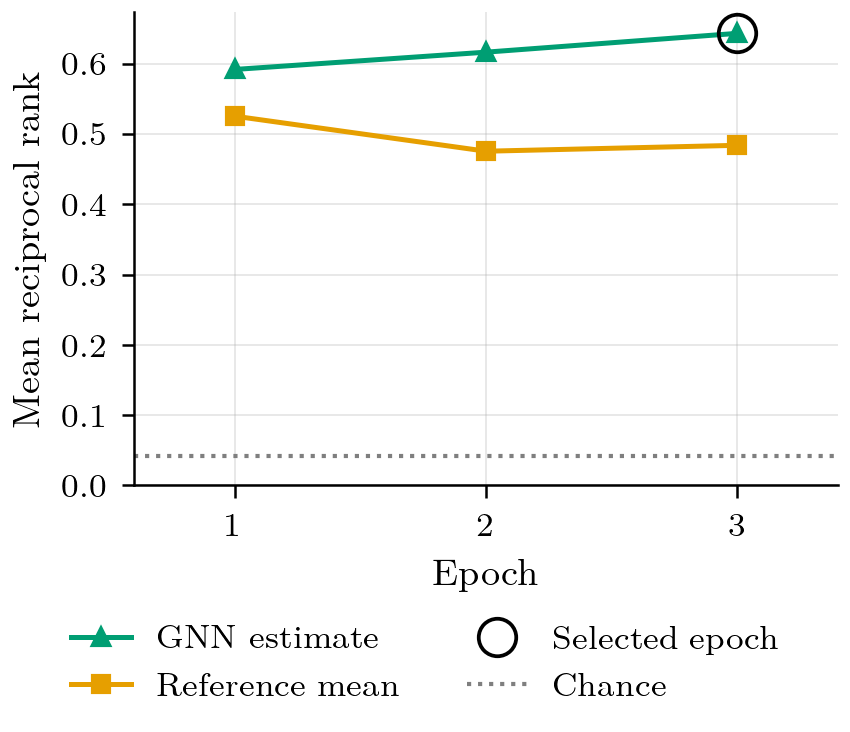 Mean reciprocal rank
0.6
0.5
0.4
0.3
0.2
0.1
0.0
1 2 3
Epoch
GNN estimate
Reference mean
Selected epoch
Chance